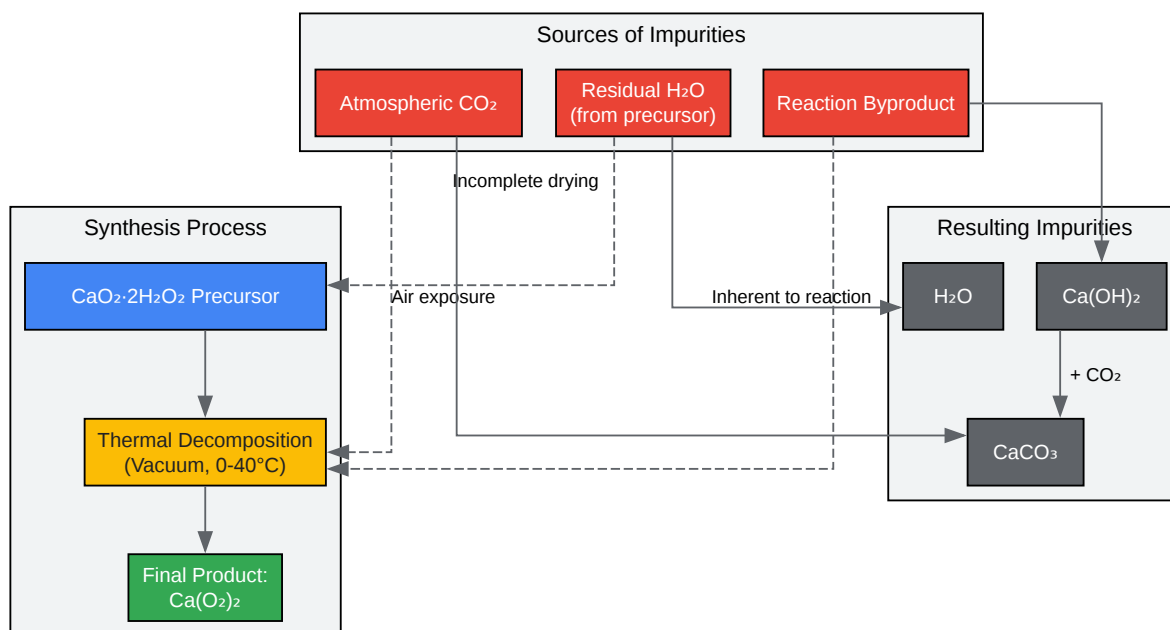 Sources of Impurities
Atmospheric CO₂
Residual H₂O
(from precursor)
Reaction Byproduct
Incomplete drying
Synthesis Process
Resulting Impurities
CaO₂·2H₂O₂ Precursor
Air exposure
Inherent to reaction
H₂O
Ca(OH)₂
+ CO₂
Thermal Decomposition
(Vacuum, 0-40°C)
CaCO₃
Final Product:
Ca(O₂)₂